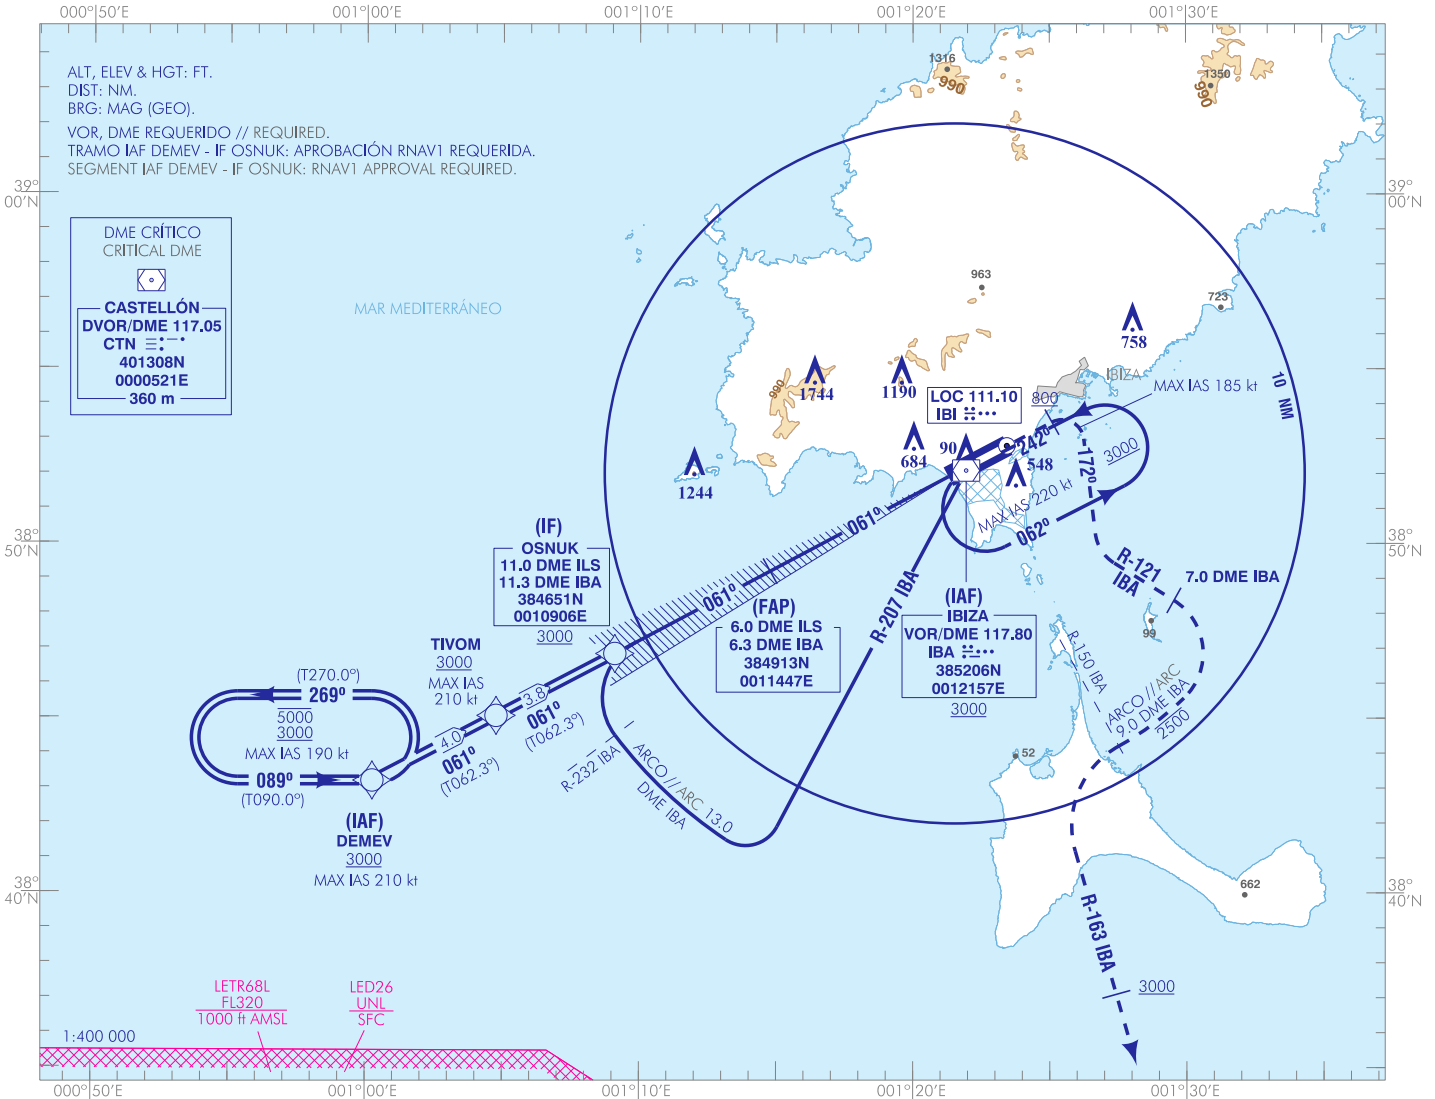 000°50'E
001°00'E
001°10'E
001°20'E
001°30'E
ALT, ELEV & HGT: FT.
DIST: NM.
BRG: MAG (GEO).
VOR, DME REQUERIDO // REQUIRED.
TRAMO IAF DEMEV - IF OSNUK: APROBACIÓN RNAV1 REQUERIDA.
SEGMENT IAF DEMEV - IF OSNUK: RNAV1 APPROVAL REQUIRED.
1316
990
1350
990
39°
00'N
39°
00'N
DME CRÍTICO
CRITICAL DME
CASTELLÓN
DVOR/DME 117.05
CTN
401308N
0000521E
360 m
MAR MEDITERRÁNEO
963
723
758
IBIZA
MAX IAS 185 kt
10 NM
990
1744
1190
LOC 111.10
IBI
800
684
90
548
1244
242°
172°
3000
MAX IAS 220 kt
062°
38°
50'N
38°
50'N
(IF)
OSNUK
11.0 DME ILS
11.3 DME IBA
384651N
0010906E
3000
061°
061°
R-207 IBA
(FAP)
6.0 DME ILS
6.3 DME IBA
384913N
0011447E
(IAF)
IBIZA
VOR/DME 117.80
IBA
385206N
0012157E
3000
R-121
IBA
7.0 DME IBA
99
R-150 IBA
ARCO // ARC
9.0 DME IBA
2500
TIVOM
3000
MAX IAS
210 kt
(T270.0°)
269°
5000
3000
MAX IAS 190 kt
089°
(T090.0°)
4.0
061°
(T062.3°)
3.8
061°
(T062.3°)
R-232 IBA
ARCO // ARC 13.0
DME IBA
52
(IAF)
DEMEV
3000
MAX IAS 210 kt
38°
40'N
38°
40'N
662
R-163 IBA
3000
LETR68L
FL320
1000 ft AMSL
LED26
UNL
SFC
1:400 000
000°50'E
001°00'E
001°10'E
001°20'E
001°30'E